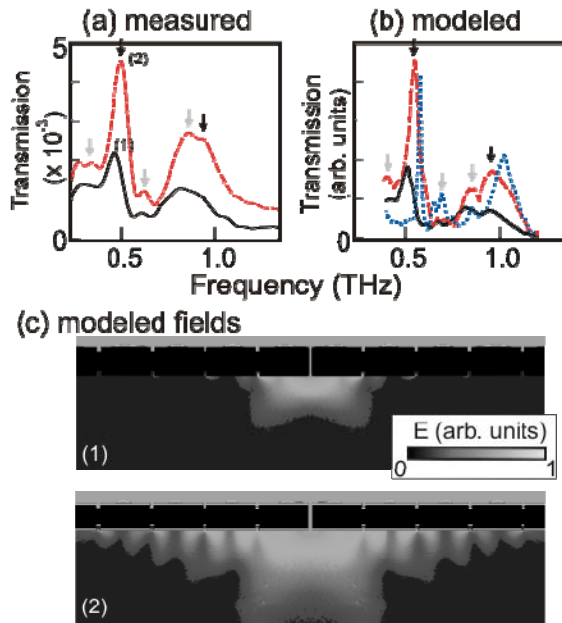 (a) measured
(b) modeled
5
0
Transmission
(x 10⁻³)
(2)
(1)
0.5
1.0
Transmission
(arb. units)
0
0.5
1.0
Frequency (THz)
(c) modeled fields
(1)
E (arb. units)
0
1
(2)